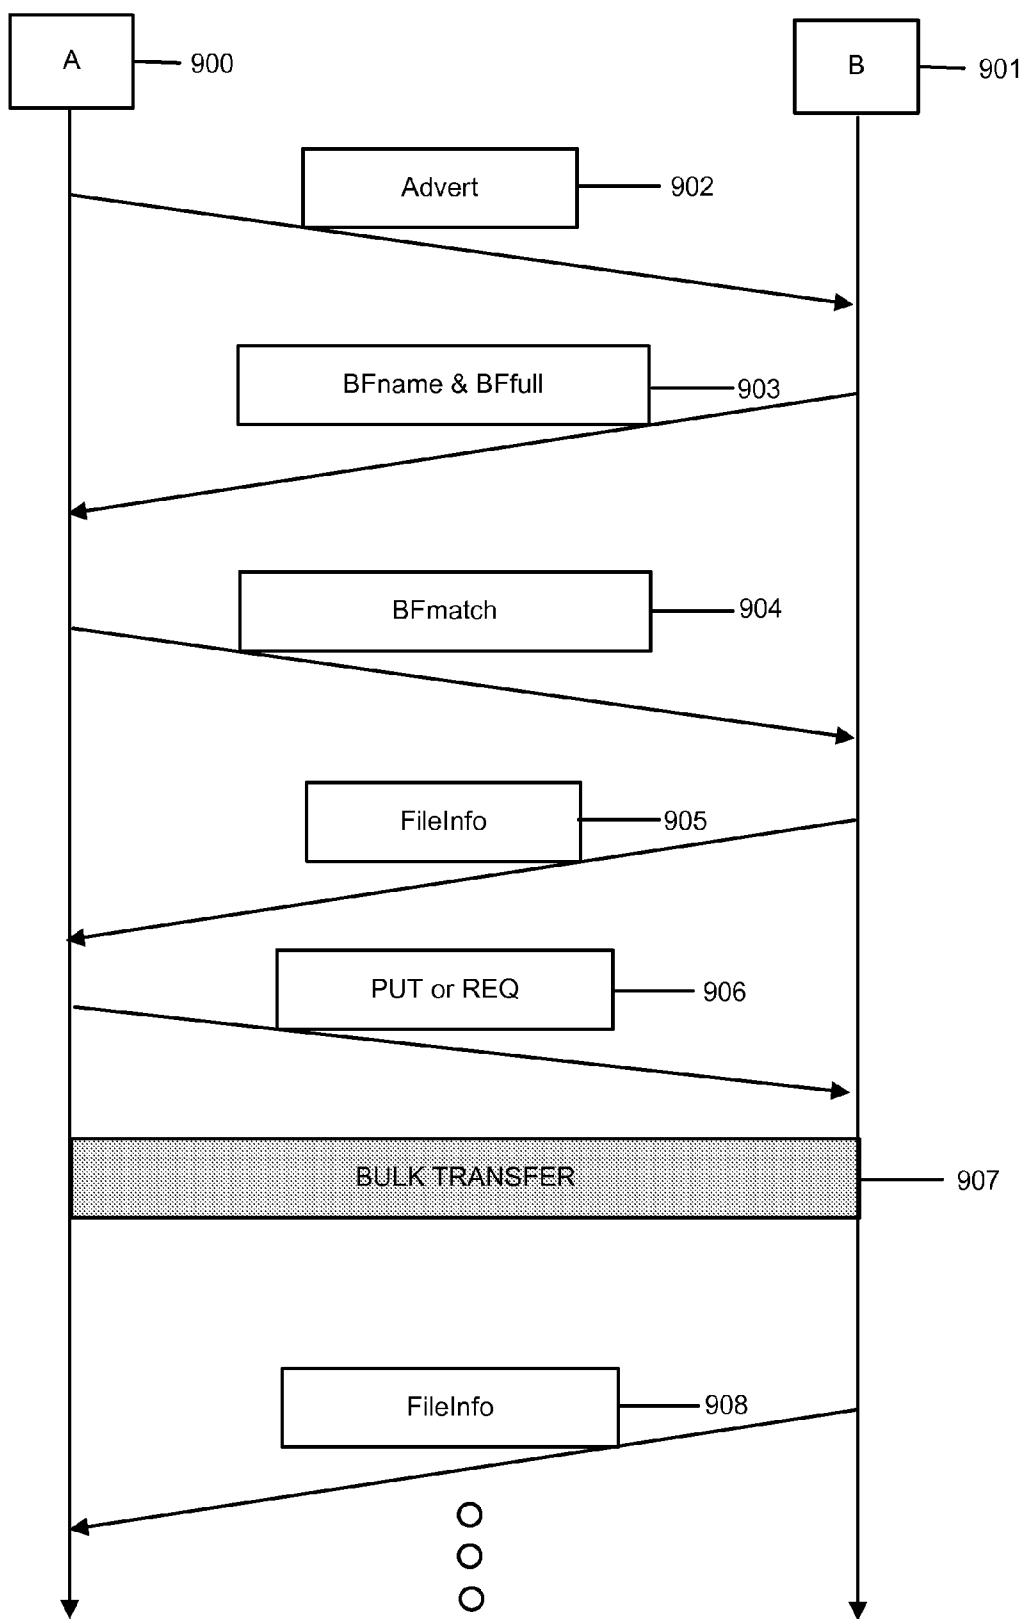 A
900
B
901
Advert
902
BFname & BFfull
903
BFmatch
904
FileInfo
905
PUT or REQ
906
BULK TRANSFER
907
FileInfo
908